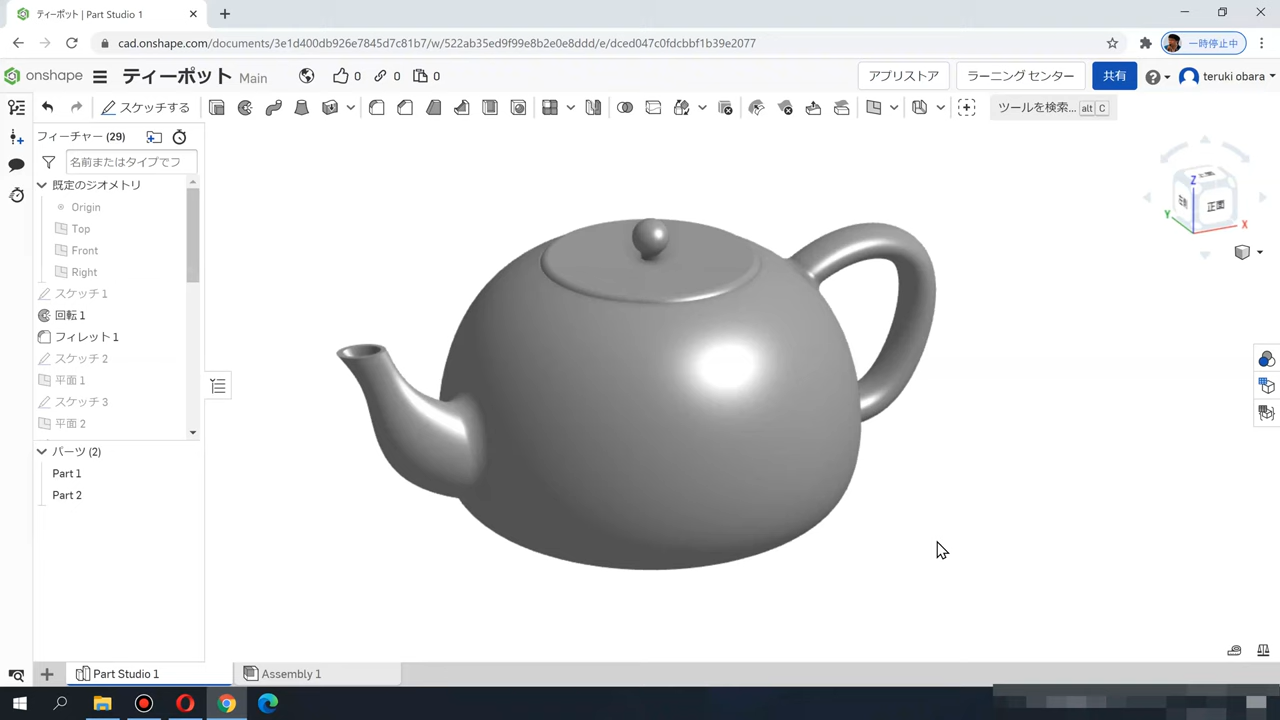 ティーポット | Part Studio 1
cad.onshape.com/documents/3e1d400db926e7845d7c81b7/w/522ab35ae8460e8b2e0e8ddd/e/dced047c0fdcbbf1b39e2077
一時停止中
onshape
ティーポット Main
0
0
0
アプリストア
ラーニング センター
共有
teruki obara
スケッチする
ツールを検索... alt C
フィーチャー (29)
名前またはタイプでフ
既定のジオメトリ
Origin
Top
Front
Right
スケッチ 1
回転 1
フィレット 1
スケッチ 2
平面 1
スケッチ 3
平面 2
パーツ (2)
Part 1
Part 2
Z
正面
Y
X
Part Studio 1
Assembly 1